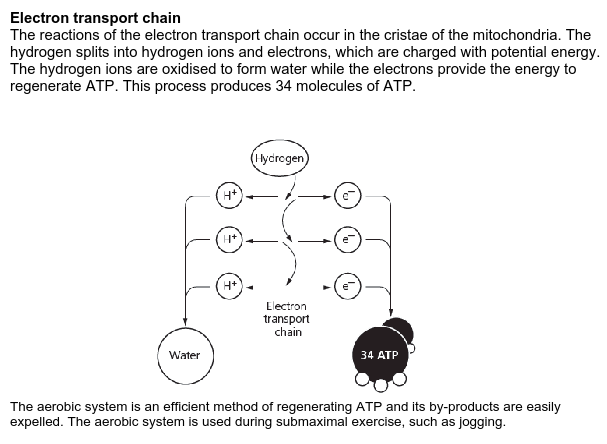 Electron transport chain
The reactions of the electron transport chain occur in the cristae of the mitochondria. The
hydrogen splits into hydrogen ions and electrons, which are charged with potential energy.
The hydrogen ions are oxidised to form water while the electrons provide the energy to
regenerate ATP. This process produces 34 molecules of ATP.
Hydrogen
H⁺ e⁻
H⁺ e⁻
H⁺ e⁻
Electron
transport
chain
Water 34 ATP
The aerobic system is an efficient method of regenerating ATP and its by-products are easily
expelled. The aerobic system is used during submaximal exercise, such as jogging.